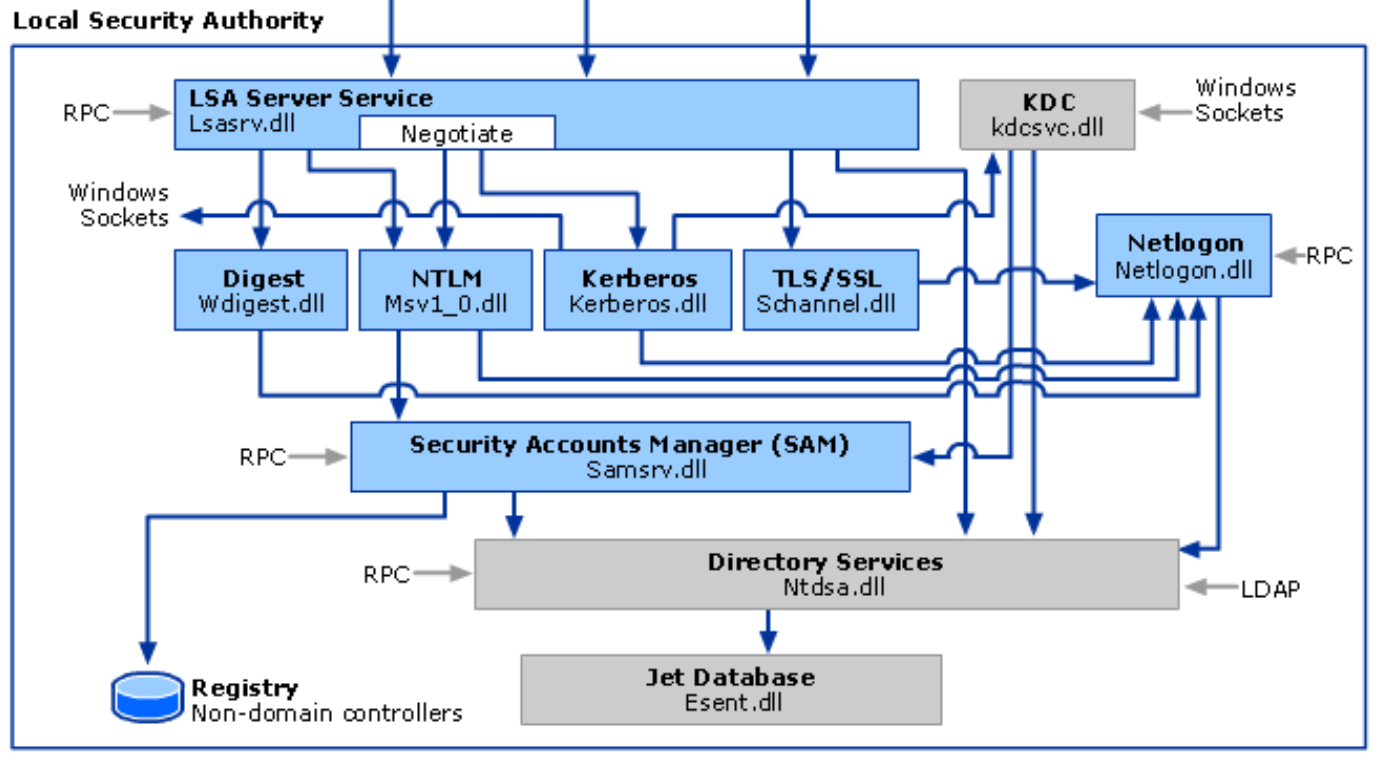 Local Security Authority
RPC
LSA Server Service
Lsasrv.dll
Negotiate
KDC
kdcsvc.dll
Windows
Sockets
Windows
Sockets
Digest
Wdigest.dll
NTLM
Msv1_0.dll
Kerberos
Kerberos.dll
TLS/SSL
Schannel.dll
Netlogon
Netlogon.dll
RPC
RPC
Security Accounts Manager (SAM)
Samsrv.dll
RPC
Directory Services
Ntdsa.dll
LDAP
Jet Database
Esent.dll
Registry
Non-domain controllers